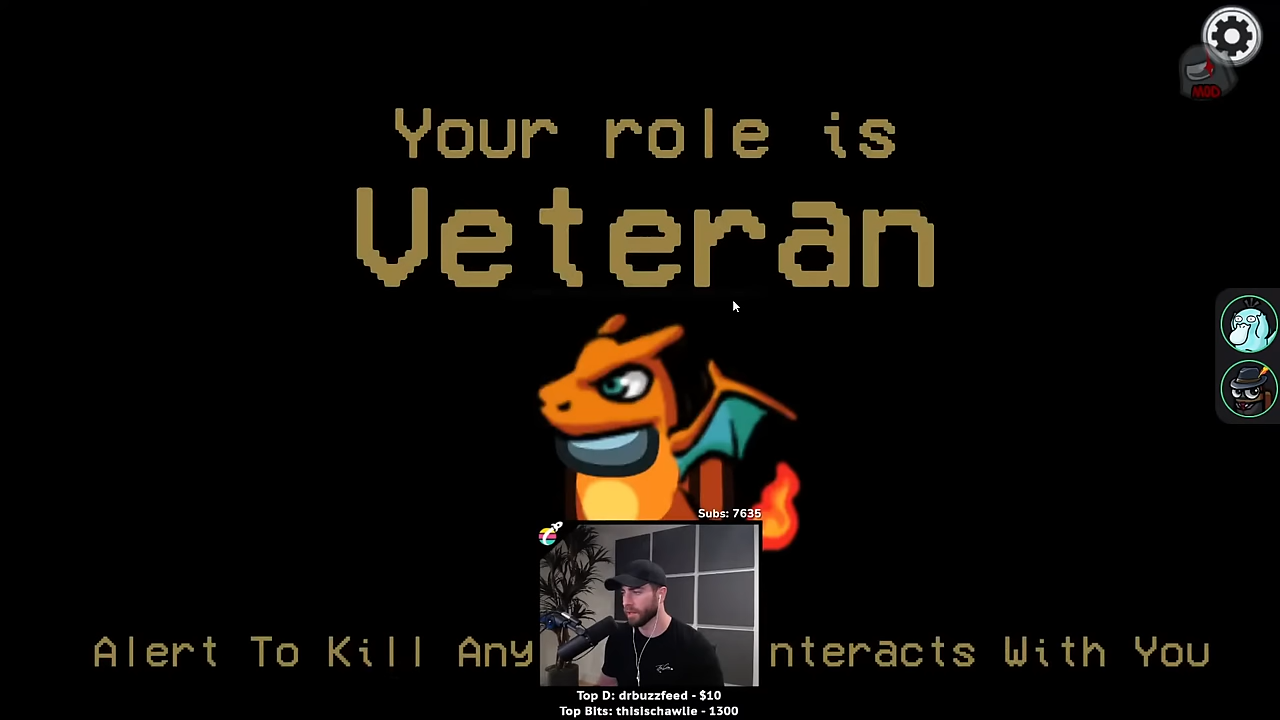 MOD
Your role is
Veteran
Subs: 7635
Alert To Kill Any nteracts With You
Top D: drbuzzfeed - $10
Top Bits: thisischawlie - 1300